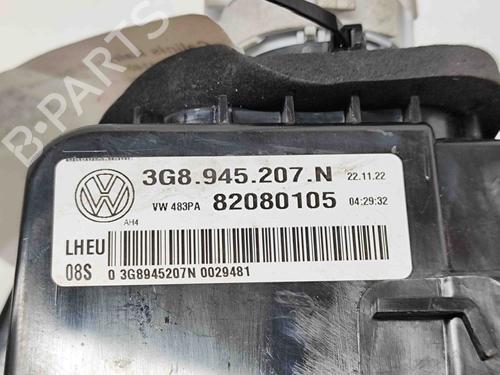 B-PARTS
3G8.945.207.N 22.11.22
VW 483PA 82080105 04:29:32
AH4
LHEU
08S 0 3G8945207N 0029481